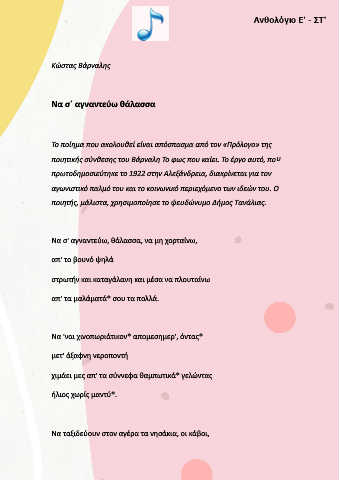 Ανθολόγιο Ε' - ΣΤ'
Κώστας Βάρναλης
Να σ΄ αγναντεύω θάλασσα
Το ποίημα που ακολουθεί είναι απόσπασμα από τον «Πρόλογο» της
ποιητικής σύνθεσης του Βάρναλη Το φως που καίει. Το έργο αυτό, που
πρωτοδημοσιεύτηκε το 1922 στην Αλεξάνδρεια, διακρίνεται για τον
αγωνιστικό παλμό του και το κοινωνικό περιεχόμενο των ιδεών του. Ο
ποιητής, μάλιστα, χρησιμοποίησε το ψευδώνυμο Δήμος Τανάλιας.
Να σ' αγναντεύω, θάλασσα, να μη χορταίνω,
απ' το βουνό ψηλά
στρωτήν και καταγάλανη και μέσα να πλουταίνω
απ' τα μαλάματά* σου τα πολλά.
Να 'ναι χινοπωριάτικον* απομεσημερ', όντας*
μετ' άξαφνη νεροποντή
χιμάει μες απ' τα σύννεφα θαμπωτικά* γελώντας
ήλιος χωρίς μαντύ*.
Να ταξιδεύουν στον αγέρα τα νησάκια, οι κάβοι,